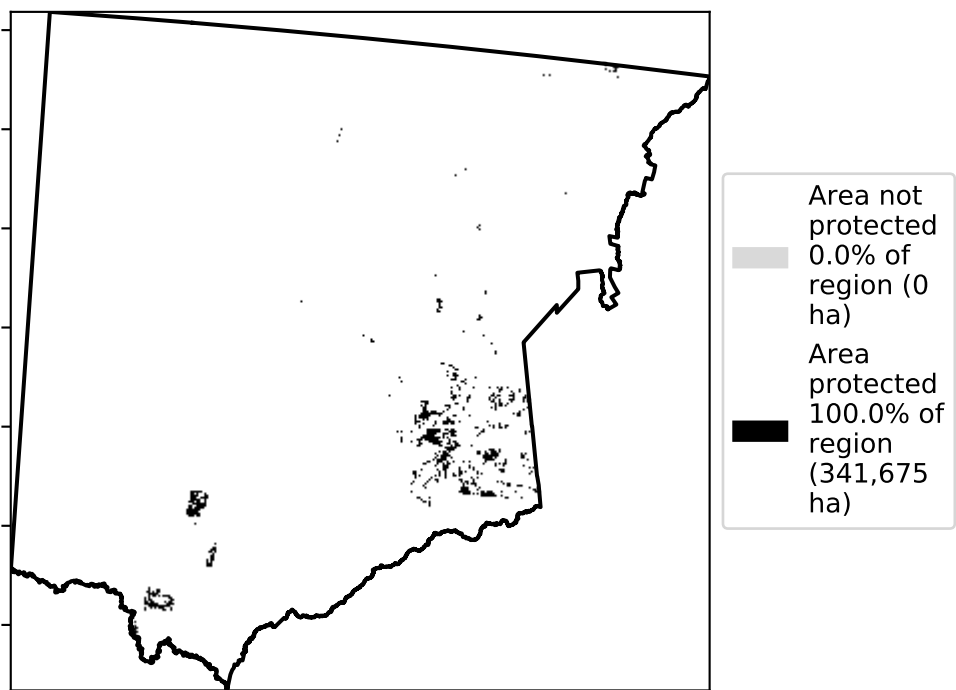 Area not
protected
0.0% of
region (0
ha)
Area
protected
100.0% of
region
(341,675
ha)